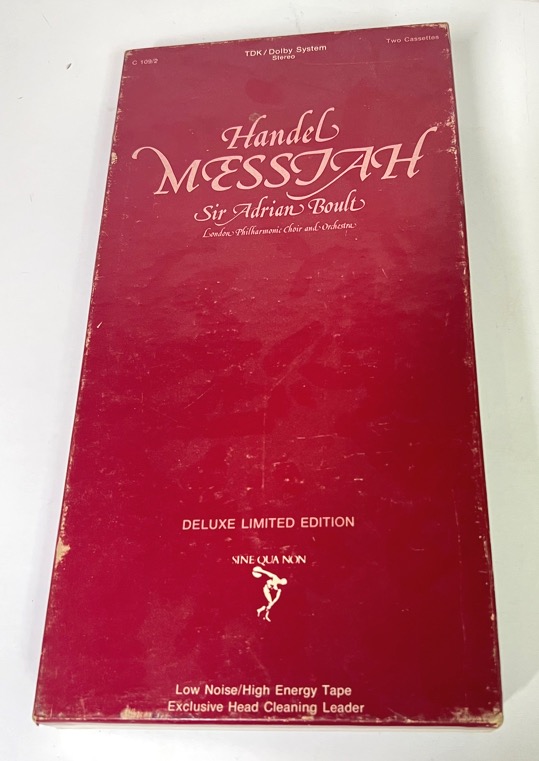 C 109/2
TDK/Dolby System
Stereo
Two Cassettes
Handel
MESSIAH
Sir Adrian Boult
London Philharmonic Choir and Orchestra
DELUXE LIMITED EDITION
SINE QUA NON
Low Noise/High Energy Tape
Exclusive Head Cleaning Leader